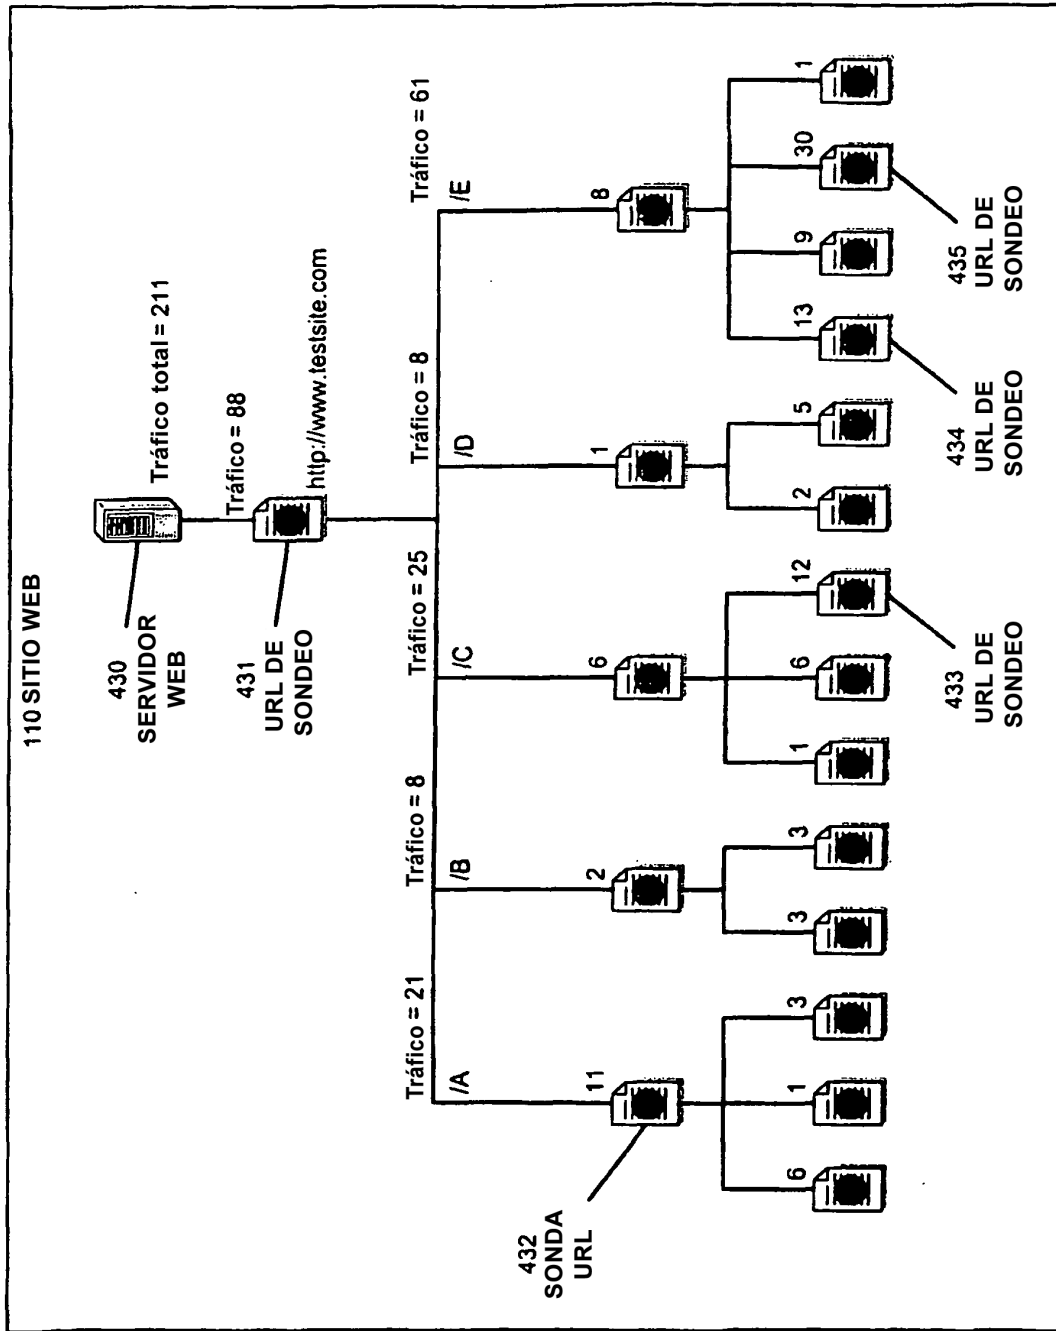 110 SITIO WEB
430
SERVIDOR
WEB
Tráfico total = 211
431
URL DE
SONDEO
Tráfico = 88
http://www.testsite.com
Tráfico = 21
Tráfico = 8
Tráfico = 25
Tráfico = 8
Tráfico = 61
/A
/B
/C
/D
/E
432
SONDA
URL
11
2
6
1
8
6
1
3
3
3
1
6
12
2
5
13
9
30
1
433
URL DE
SONDEO
434
URL DE
SONDEO
435
URL DE
SONDEO